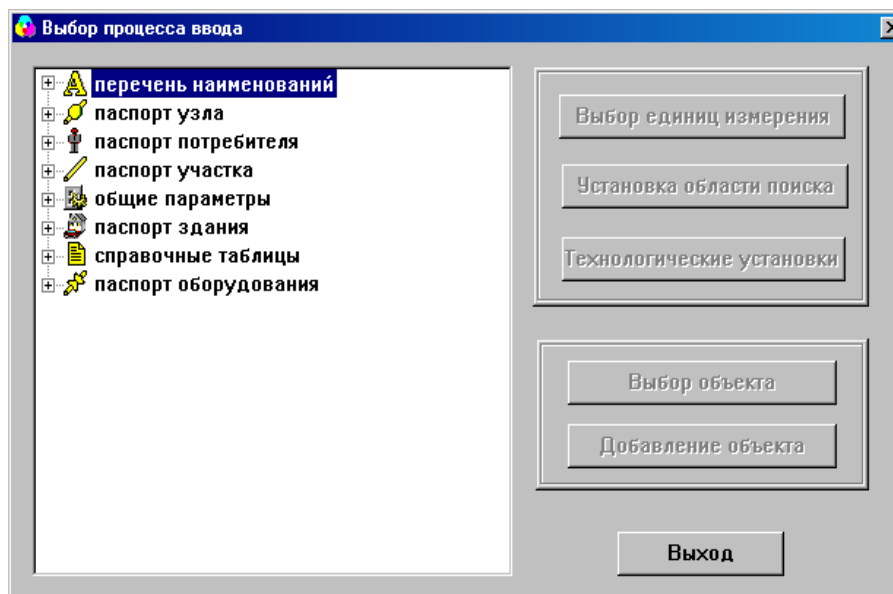 Выбор процесса ввода
перечень наименований
паспорт узла
паспорт потребителя
паспорт участка
общие параметры
паспорт здания
справочные таблицы
паспорт оборудования
Выбор единиц измерения
Установка области поиска
Технологические установки
Выбор объекта
Добавление объекта
Выход